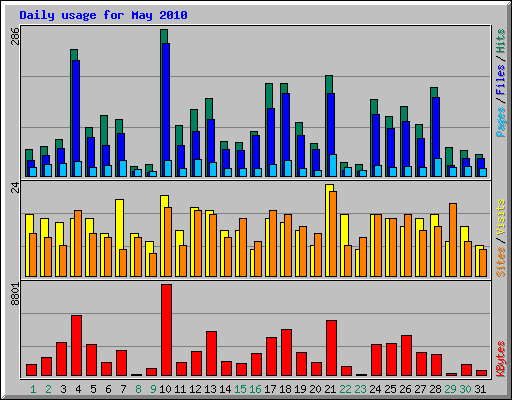 Daily usage for May 2010
286
Pages / Files / Hits
24
Sites / Visits
8801
KBytes
1 2 3 4 5 6 7 8 9 10 11 12 13 14 15 16 17 18 19 20 21 22 23 24 25 26 27 28 29 30 31